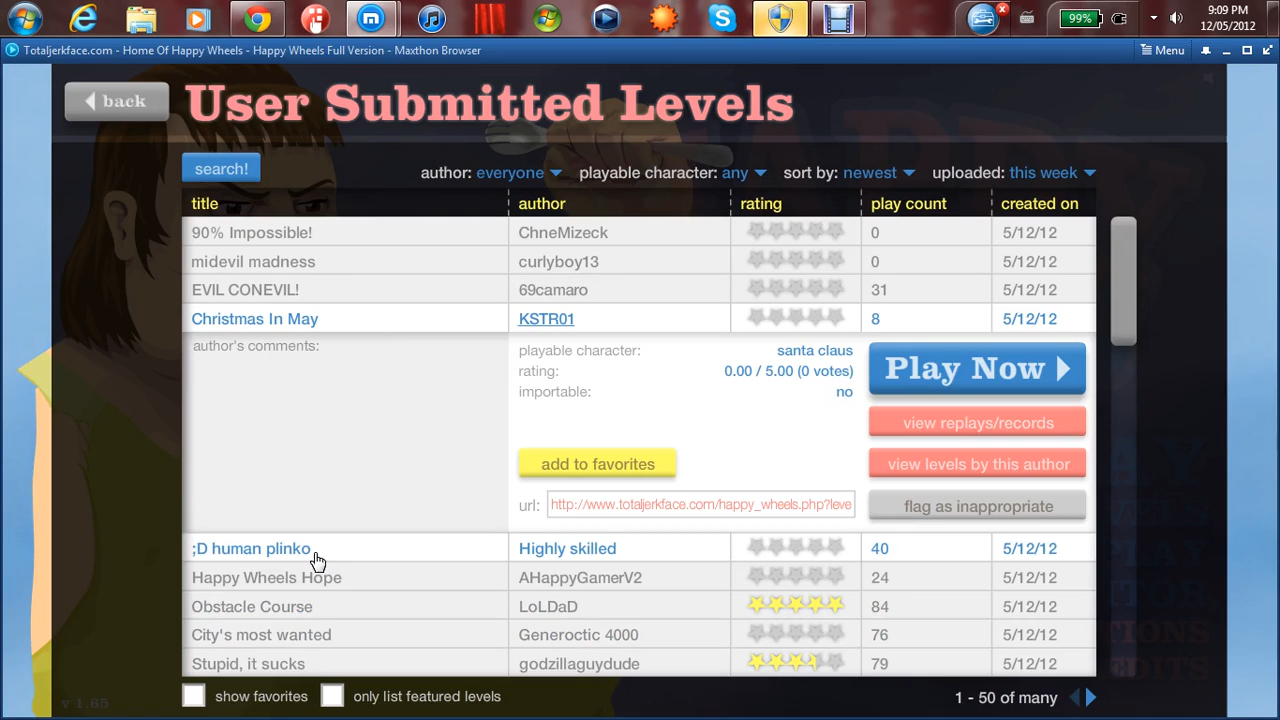 9:09 PM
99%
12/05/2012
Totaljerkface.com - Home Of Happy Wheels - Happy Wheels Full Version - Maxthon Browser
Menu
back
User Submitted Levels
search!
author: everyone
playable character: any
sort by: newest
uploaded: this week
title author rating play count created on
90% Impossible! ChneMizeck 0 5/12/12
midevil madness curlyboy13 0 5/12/12
EVIL CONEVIL! 69camaro 31 5/12/12
Christmas In May KSTR01 8 5/12/12
author's comments:
playable character: santa claus
rating: 0.00 / 5.00 (0 votes)
importable: no
Play Now
view replays/records
add to favorites
view levels by this author
url: http://www.totaljerkface.com/happy_wheels.php?leve
flag as inappropriate
;D human plinko Highly skilled 40 5/12/12
Happy Wheels Hope AHappyGamerV2 24 5/12/12
Obstacle Course LoLDaD 84 5/12/12
City's most wanted Generoctic 4000 76 5/12/12
Stupid, it sucks godzillaguydude 79 5/12/12
show favorites
only list featured levels
1 - 50 of many
v 1.65